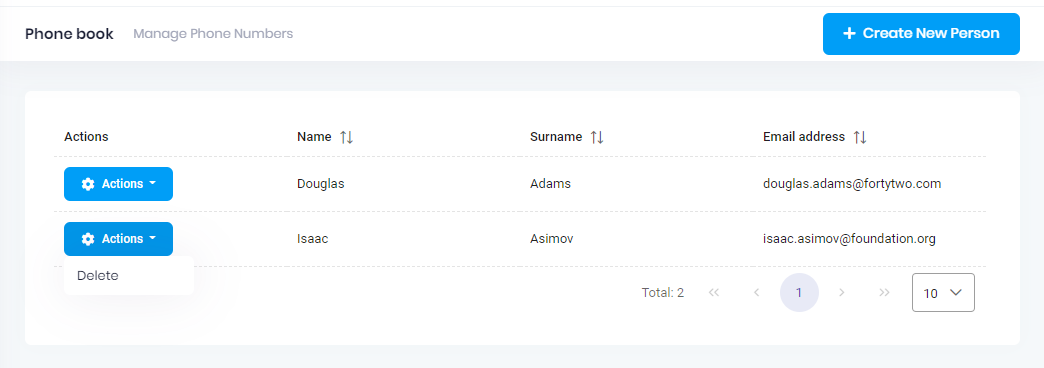 Phone book Manage Phone Numbers Create New Person
Actions Name Surname Email address
Actions Douglas Adams douglas.adams@fortytwo.com
Actions Isaac Asimov isaac.asimov@foundation.org
Delete
Total: 2 1 10